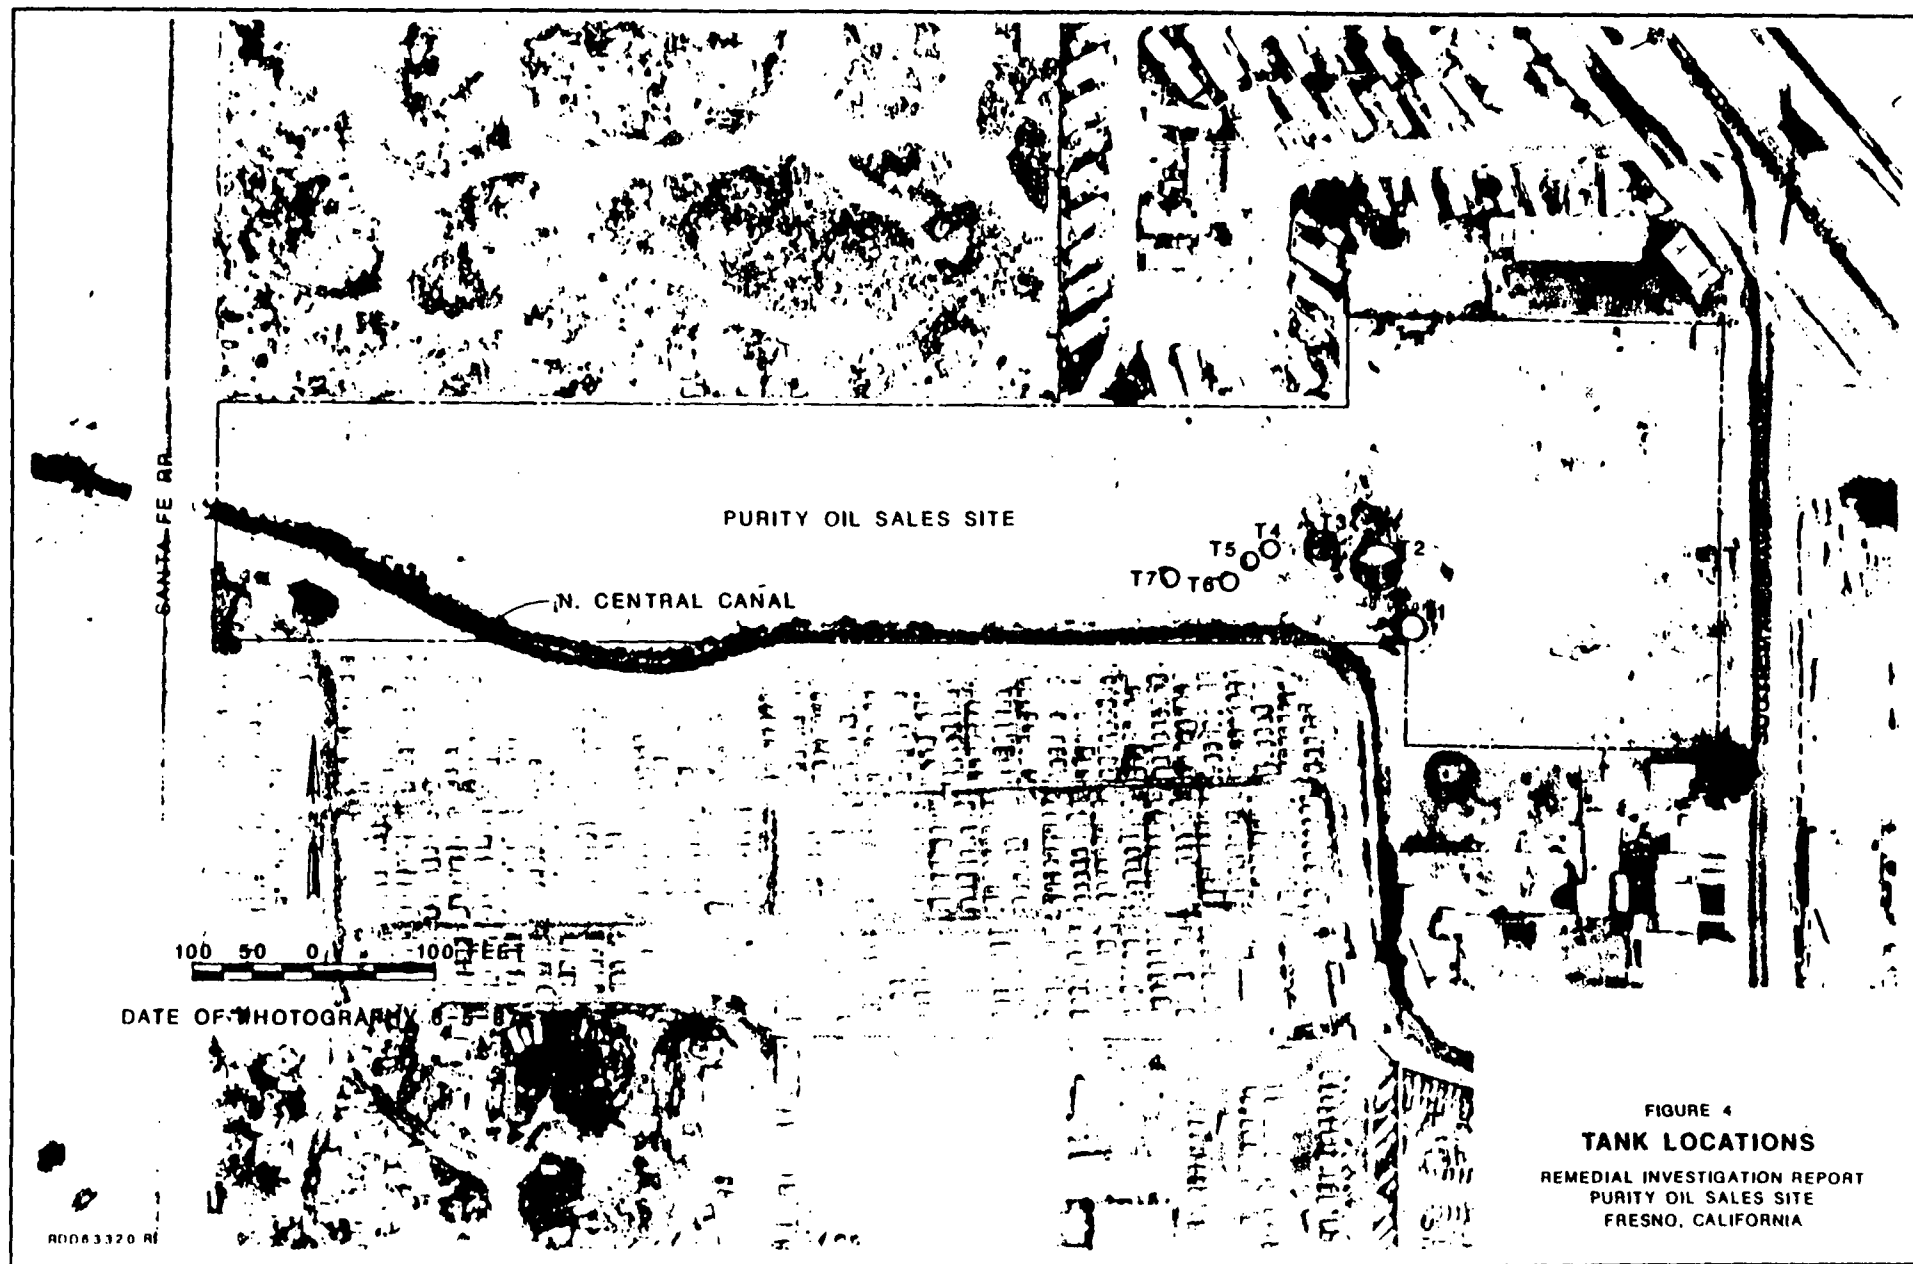 SANTA FE RR
PURITY OIL SALES SITE
T3
T4
T2
T5
T7
T6
N. CENTRAL CANAL
100 50 0 100 FEET
DATE OF PHOTOGRAPHY
FIGURE 4
TANK LOCATIONS
REMEDIAL INVESTIGATION REPORT
PURITY OIL SALES SITE
FRESNO, CALIFORNIA